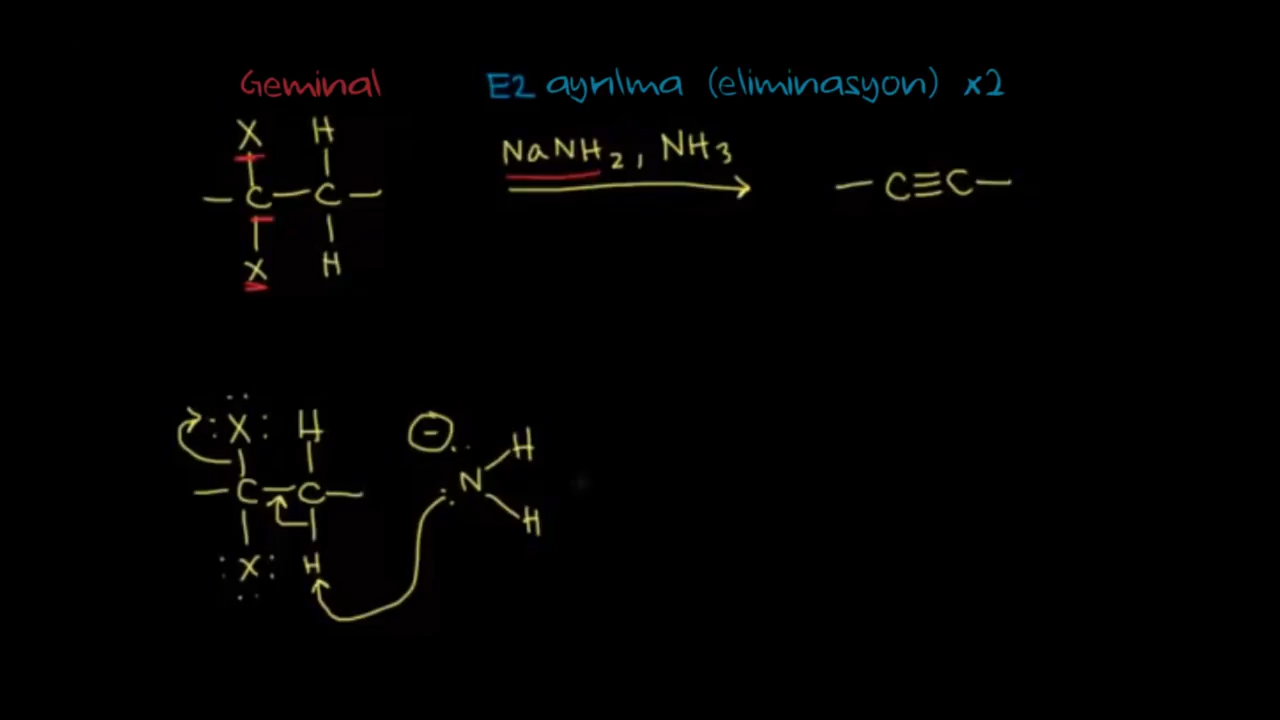 Geminal E2 ayrılma (eliminasyon) x2
X H
NaNH₂, NH₃
— C — C — — C≡C —
X H
X H − H
N
— C — C —
H
X H